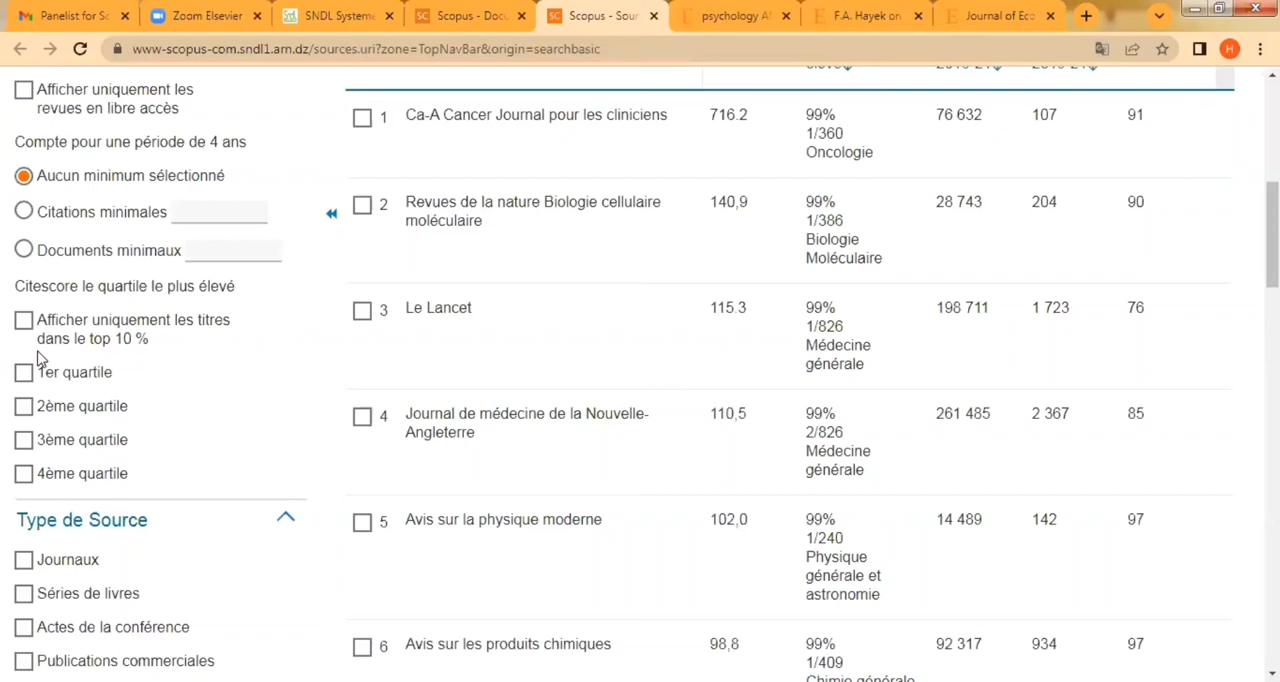 Panelist for Sc
Zoom Elsevier
SNDL Systeme
Scopus - Docu
Scopus - Sour
psychology Ar
F.A. Hayek on
Journal of Eco
www-scopus-com.sndl1.arn.dz/sources.uri?zone=TopNavBar&origin=searchbasic
H
Afficher uniquement les
revues en libre accès
Compte pour une période de 4 ans
Aucun minimum sélectionné
Citations minimales
Documents minimaux
Citescore le quartile le plus élevé
Afficher uniquement les titres
dans le top 10 %
1er quartile
2ème quartile
3ème quartile
4ème quartile
Type de Source
Journaux
Séries de livres
Actes de la conférence
Publications commerciales
1 Ca-A Cancer Journal pour les cliniciens 716.2 99% 76 632 107 91
1/360
Oncologie
2 Revues de la nature Biologie cellulaire 140,9 99% 28 743 204 90
moléculaire 1/386
Biologie
Moléculaire
3 Le Lancet 115.3 99% 198 711 1 723 76
1/826
Médecine
générale
4 Journal de médecine de la Nouvelle- 110,5 99% 261 485 2 367 85
Angleterre 2/826
Médecine
générale
5 Avis sur la physique moderne 102,0 99% 14 489 142 97
1/240
Physique
générale et
astronomie
6 Avis sur les produits chimiques 98,8 99% 92 317 934 97
1/409
Chimie générale